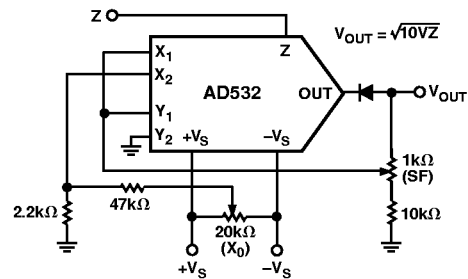 Z
V_OUT = √10VZ
X₁
X₂
Z
AD532
OUT
V_OUT
Y₁
Y₂
+V_S
–V_S
1kΩ
(SF)
47kΩ
2.2kΩ
20kΩ
(X₀)
10kΩ
+V_S
–V_S